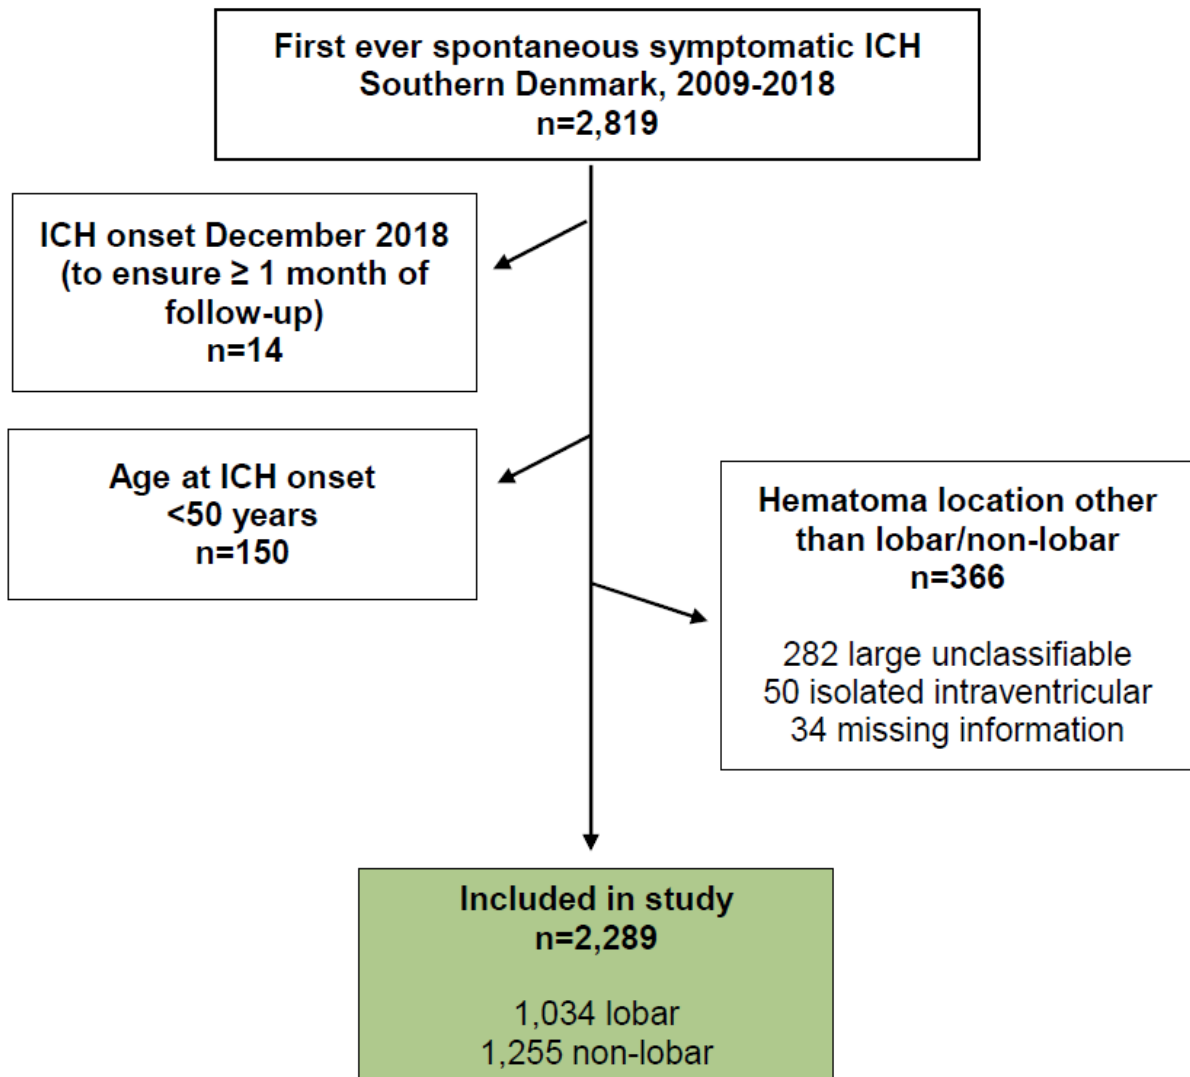 First ever spontaneous symptomatic ICH
Southern Denmark, 2009-2018
n=2,819
ICH onset December 2018
(to ensure ≥ 1 month of
follow-up)
n=14
Age at ICH onset
<50 years
n=150
Hematoma location other
than lobar/non-lobar
n=366
282 large unclassifiable
50 isolated intraventricular
34 missing information
Included in study
n=2,289
1,034 lobar
1,255 non-lobar